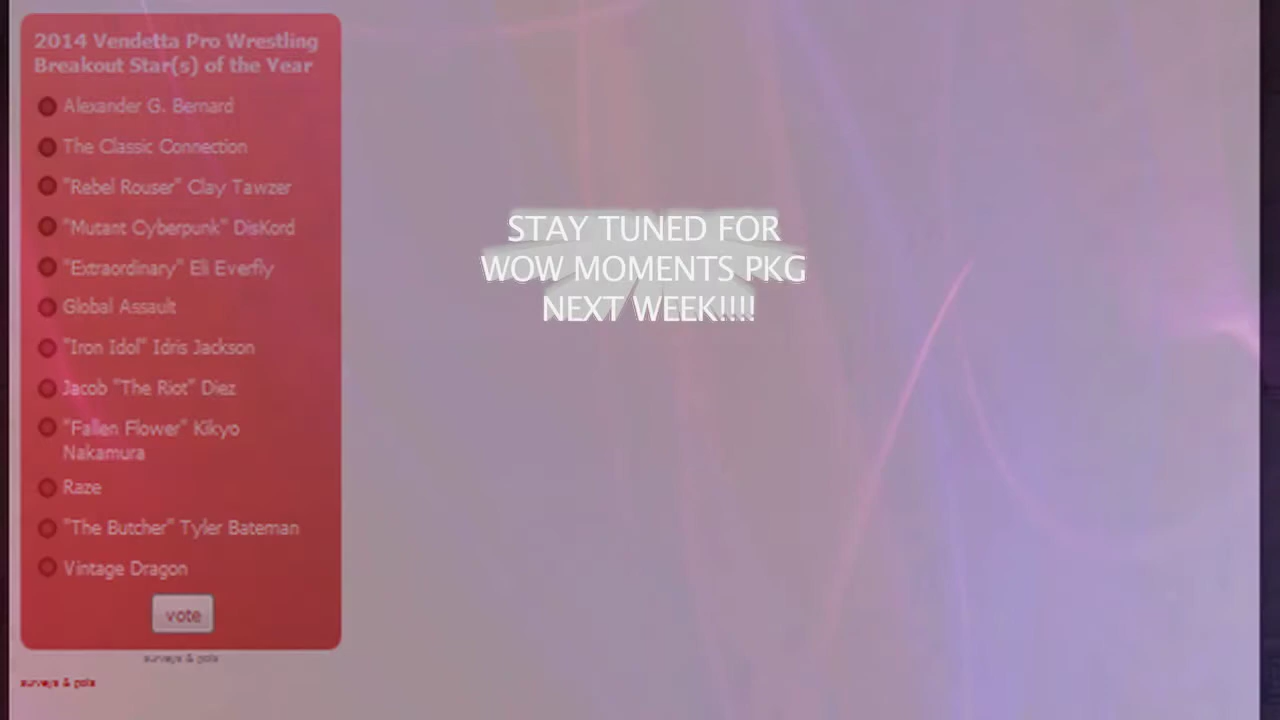 2014 Vendetta Pro Wrestling
Breakout Star(s) of the Year
Alexander G. Bernard
The Classic Connection
"Rebel Rouser" Clay Tawzer
"Mutant Cyberpunk" DisKord
"Extraordinary" Eli Everfly
Global Assault
"Iron Idol" Idris Jackson
Jacob "The Riot" Diez
"Fallen Flower" Kikyo
Nakamura
Raze
"The Butcher" Tyler Bateman
Vintage Dragon
vote
surveys & polls
surveys & polls
STAY TUNED FOR
WOW MOMENTS PKG
NEXT WEEK!!!!